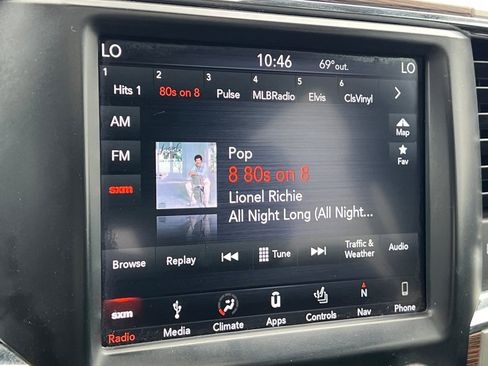 LO 10:46 69° out. LO
1 2 3 4 5 6
Hits 1 80s on 8 Pulse MLBRadio Elvis ClsVinyl
AM
Map
FM
Fav
sxm
Pop
8 80s on 8
Lionel Richie
All Night Long (All Night...
Browse Replay Tune Traffic & Weather Audio
sxm
N
Radio Media Climate Apps Controls Nav Phone